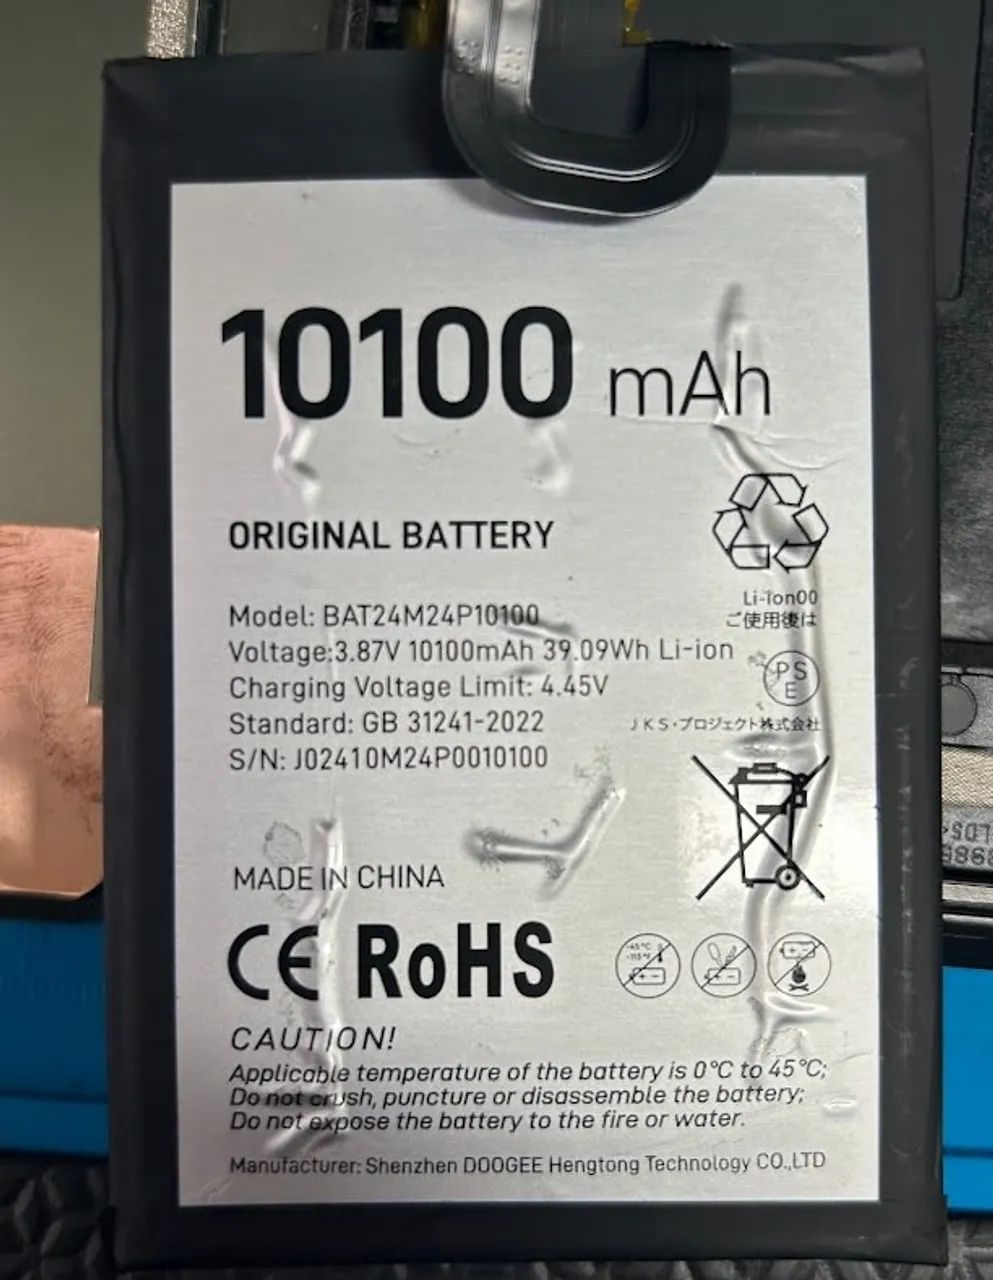 10100 mAh
ORIGINAL BATTERY
Model: BAT24M24P10100
Voltage:3.87V 10100mAh 39.09Wh Li-ion
Charging Voltage Limit: 4.45V
Standard: GB 31241-2022
S/N: J02410M24P0010100
Li-ion00
ご使用後は
PS
E
JKS・プロジェクト株式会社
MADE IN CHINA
CE RoHS
CAUTION!
Applicable temperature of the battery is 0°C to 45°C;
Do not crush, puncture or disassemble the battery;
Do not expose the battery to the fire or water.
Manufacturer: Shenzhen DOOGEE Hengtong Technology CO.,LTD